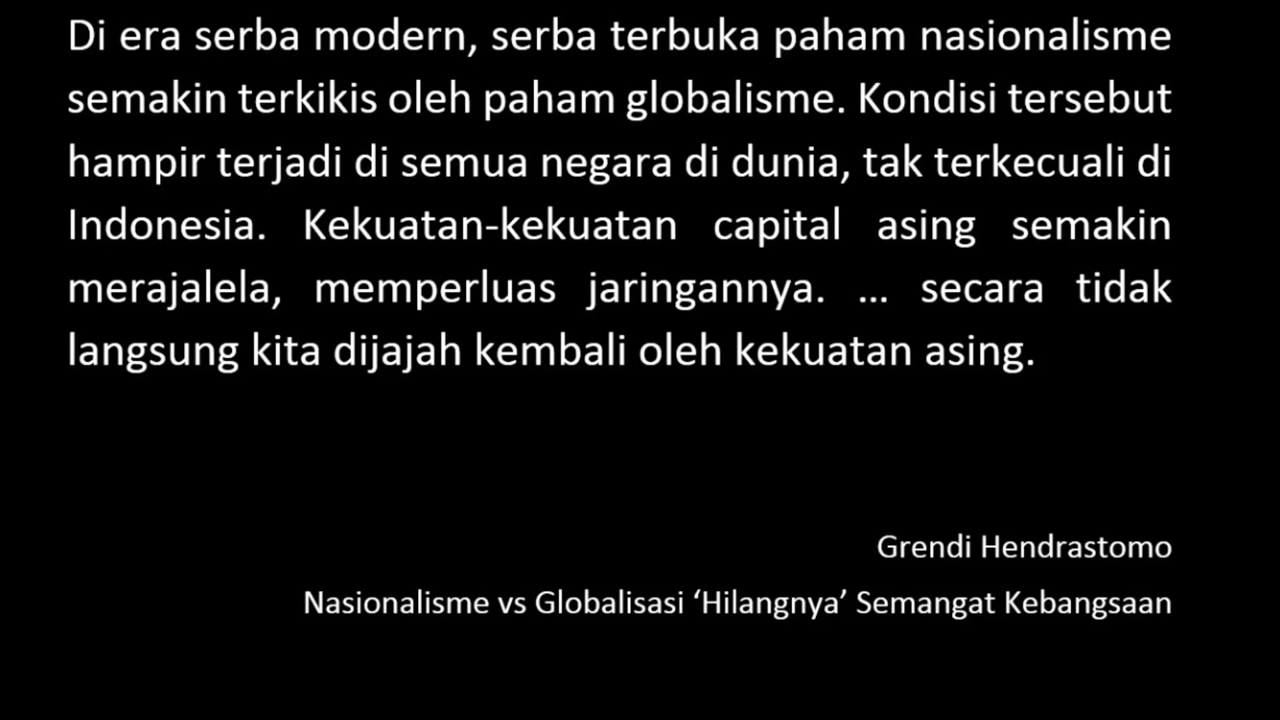 Di era serba modern, serba terbuka paham nasionalisme
semakin terkikis oleh paham globalisme. Kondisi tersebut
hampir terjadi di semua negara di dunia, tak terkecuali di
Indonesia. Kekuatan-kekuatan capital asing semakin
merajalela, memperluas jaringannya. … secara tidak
langsung kita dijajah kembali oleh kekuatan asing.
Grendi Hendrastomo
Nasionalisme vs Globalisasi ‘Hilangnya’ Semangat Kebangsaan